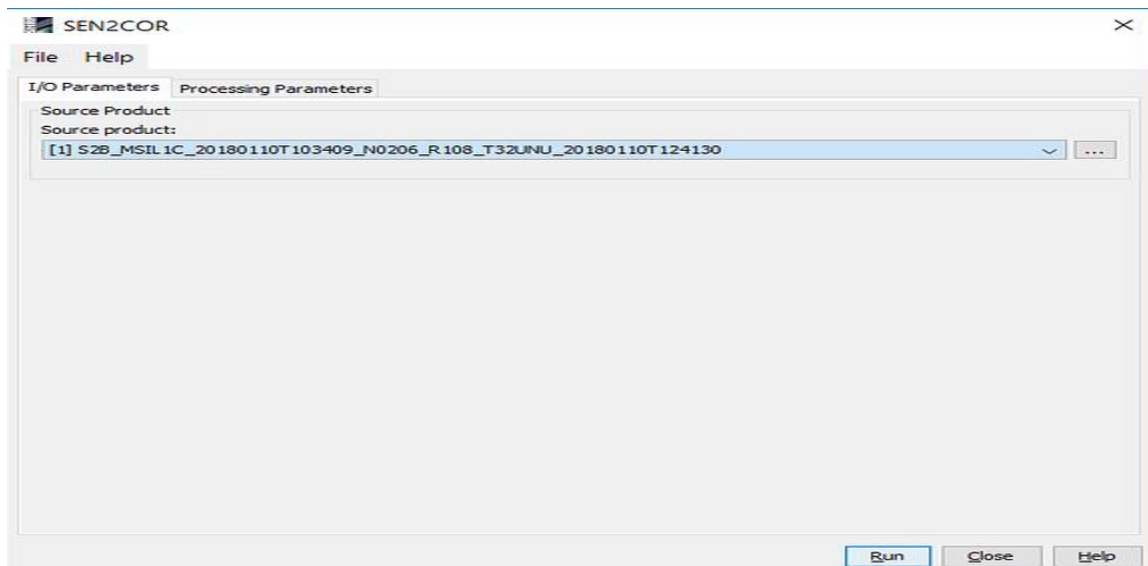 SEN2COR
File Help
I/O Parameters Processing Parameters
Source Product
Source product:
[1] S2B_MSIL1C_20180110T103409_N0206_R108_T32UNU_20180110T124130
...
Run Close Help